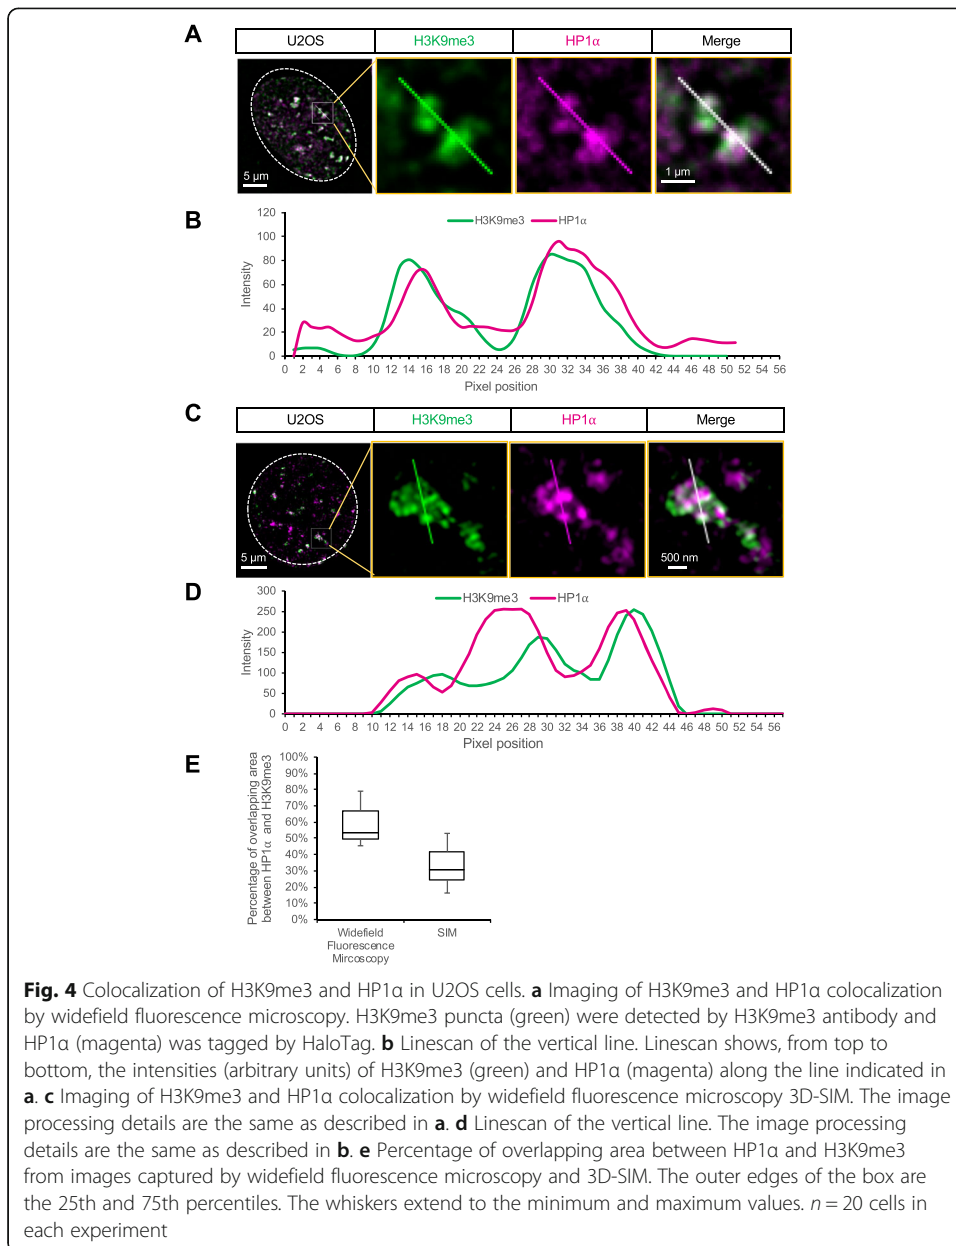 A
U2OS H3K9me3 HP1α Merge
5 µm
1 µm
B
H3K9me3 HP1α
Intensity
120
100
80
60
40
20
0
0 2 4 6 8 10 12 14 16 18 20 22 24 26 28 30 32 34 36 38 40 42 44 46 48 50 52 54 56
Pixel position
C
U2OS H3K9me3 HP1α Merge
5 µm
500 nm
D
H3K9me3 HP1α
Intensity
300
250
200
150
100
50
0
0 2 4 6 8 10 12 14 16 18 20 22 24 26 28 30 32 34 36 38 40 42 44 46 48 50 52 54 56
Pixel position
E
Percentage of overlapping area
between HP1α and H3K9me3
100%
90%
80%
70%
60%
50%
40%
30%
20%
10%
0%
Widefield
Fluorescence
Mircoscopy
SIM
Fig. 4 Colocalization of H3K9me3 and HP1α in U2OS cells. a Imaging of H3K9me3 and HP1α colocalization
by widefield fluorescence microscopy. H3K9me3 puncta (green) were detected by H3K9me3 antibody and
HP1α (magenta) was tagged by HaloTag. b Linescan of the vertical line. Linescan shows, from top to
bottom, the intensities (arbitrary units) of H3K9me3 (green) and HP1α (magenta) along the line indicated in
a. c Imaging of H3K9me3 and HP1α colocalization by widefield fluorescence microscopy 3D-SIM. The image
processing details are the same as described in a. d Linescan of the vertical line. The image processing
details are the same as described in b. e Percentage of overlapping area between HP1α and H3K9me3
from images captured by widefield fluorescence microscopy and 3D-SIM. The outer edges of the box are
the 25th and 75th percentiles. The whiskers extend to the minimum and maximum values. n = 20 cells in
each experiment